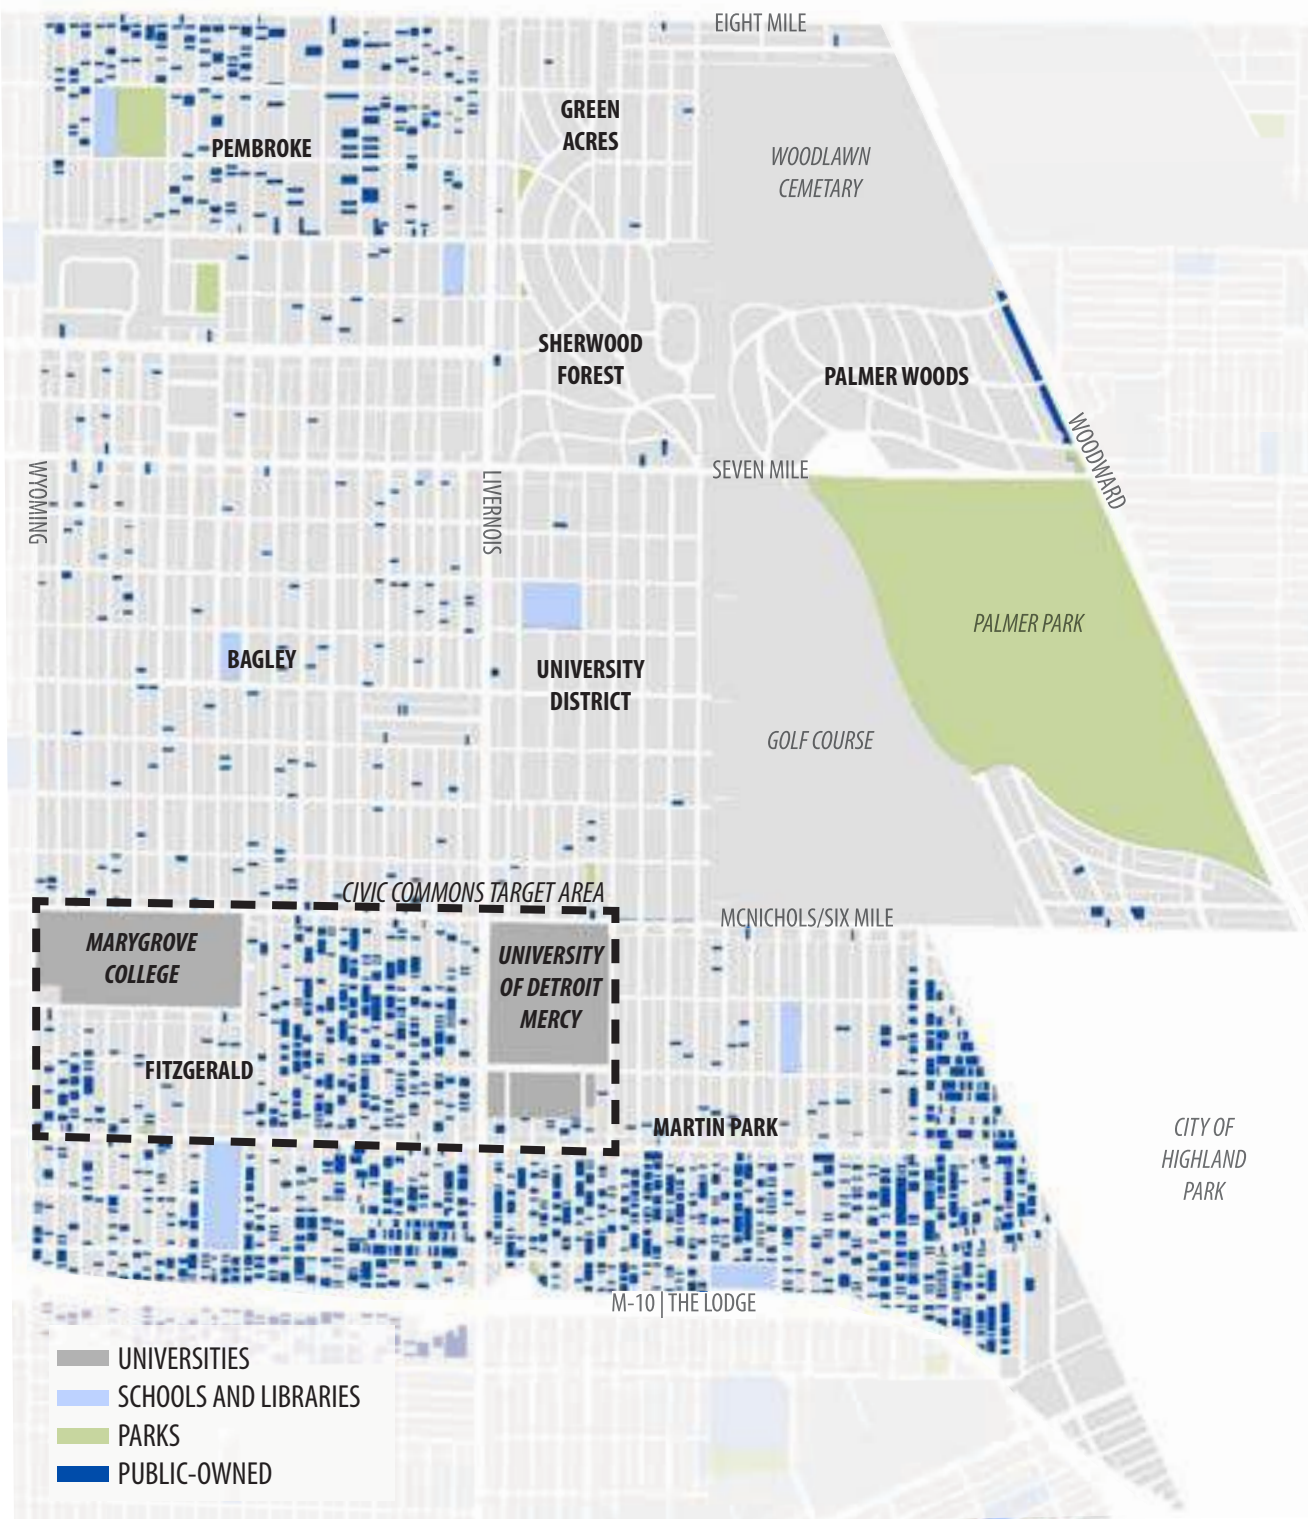 EIGHT MILE
GREEN
ACRES
PEMBROKE
WOODLAWN
CEMETARY
SHERWOOD
FOREST
PALMER WOODS
WOODWARD
WYOMING
LIVERNOIS
SEVEN MILE
PALMER PARK
BAGLEY
UNIVERSITY
DISTRICT
GOLF COURSE
CIVIC COMMONS TARGET AREA
MCNICHOLS/SIX MILE
MARYGROVE
COLLEGE
UNIVERSITY
OF DETROIT
MERCY
FITZGERALD
MARTIN PARK
CITY OF
HIGHLAND
PARK
M-10 | THE LODGE
UNIVERSITIES
SCHOOLS AND LIBRARIES
PARKS
PUBLIC-OWNED